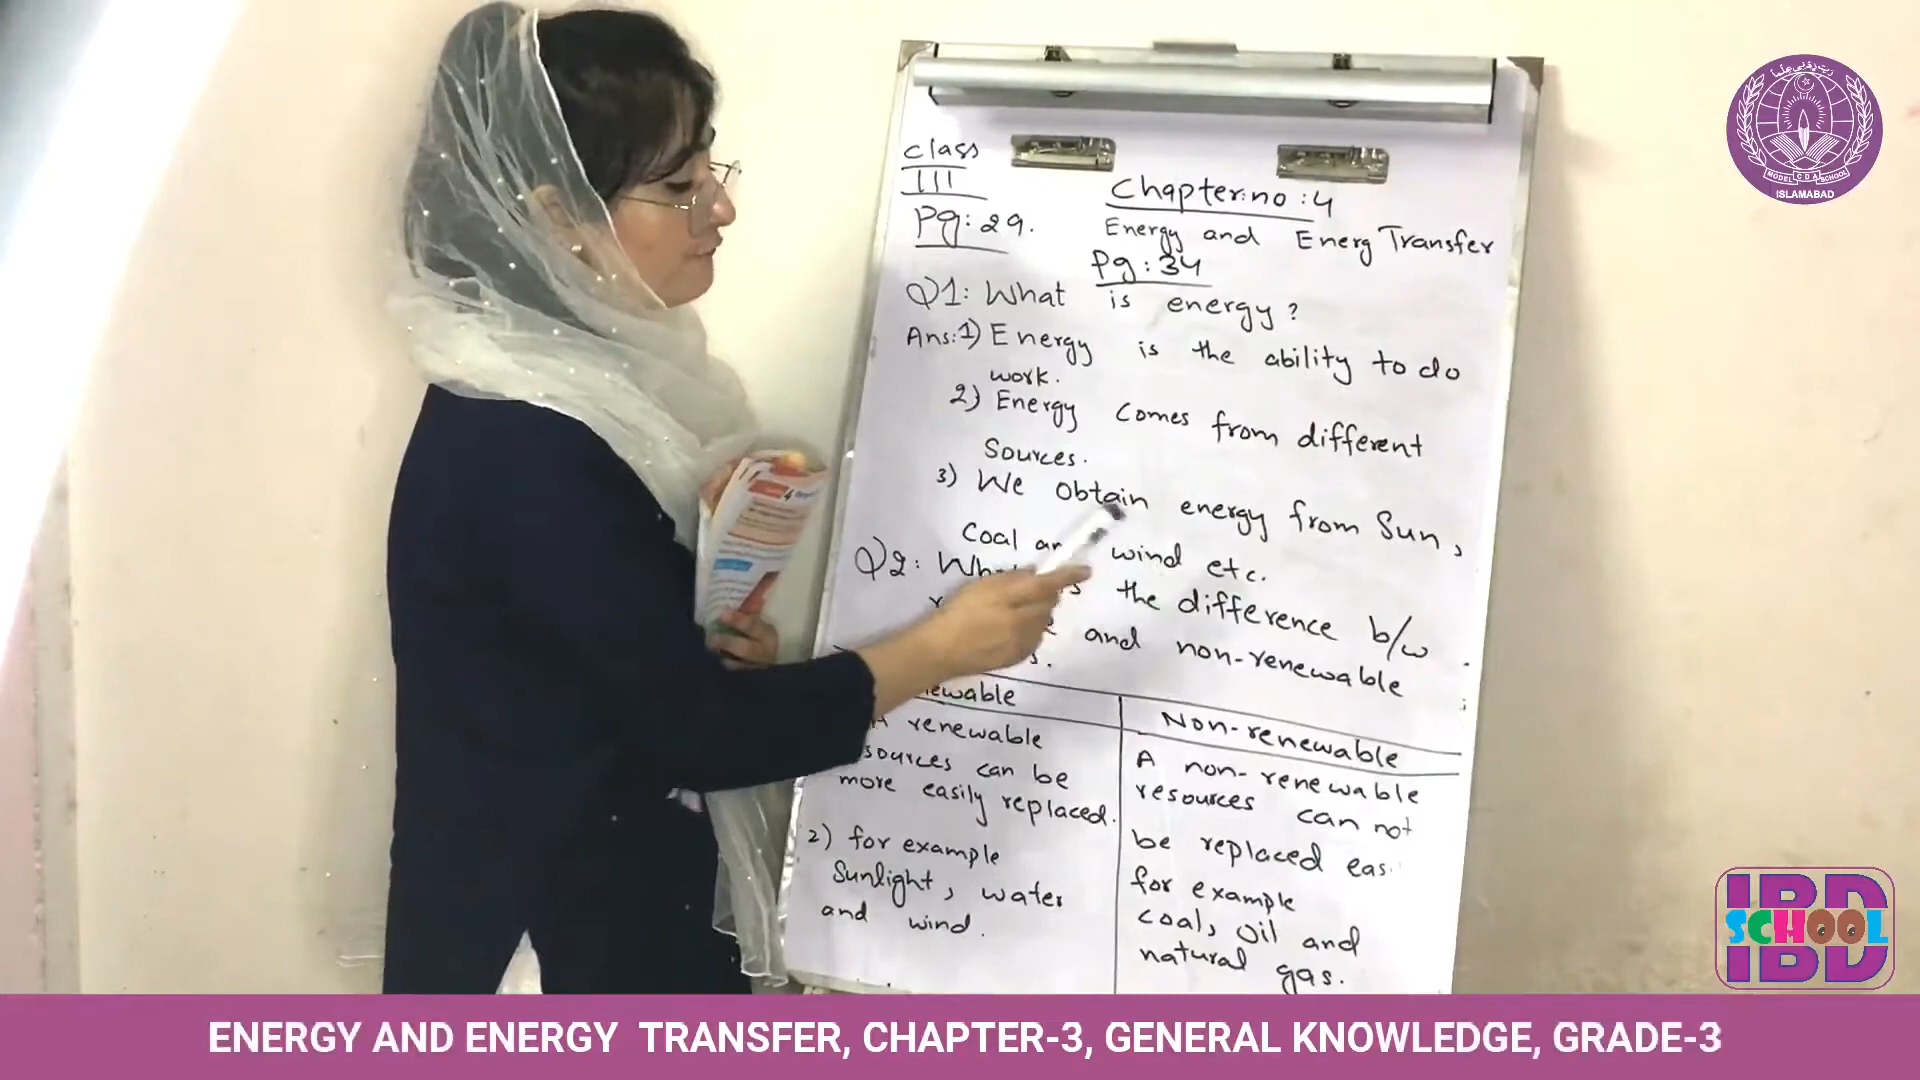 class
III
Pg: 29.
Chapter: no : 4
Energy and Energ Transfer
Pg: 34
Q1: What is energy?
Ans: 1) Energy is the ability to do
work.
2) Energy comes from different
Sources.
3) We obtain energy from Sun,
Coal wind etc.
Q2: the difference b/w
and non-renewable
Non-renewable
A renewable
can be
more easily replaced.
2) for example
Sunlight, water
and wind.
A non-renewable
resources can not
be replaced
for example
coal, oil and
natural gas.
MODEL C D A SCHOOL
ISLAMABAD
IBD
SCHOOL
IBD
ENERGY AND ENERGY TRANSFER, CHAPTER-3, GENERAL KNOWLEDGE, GRADE-3